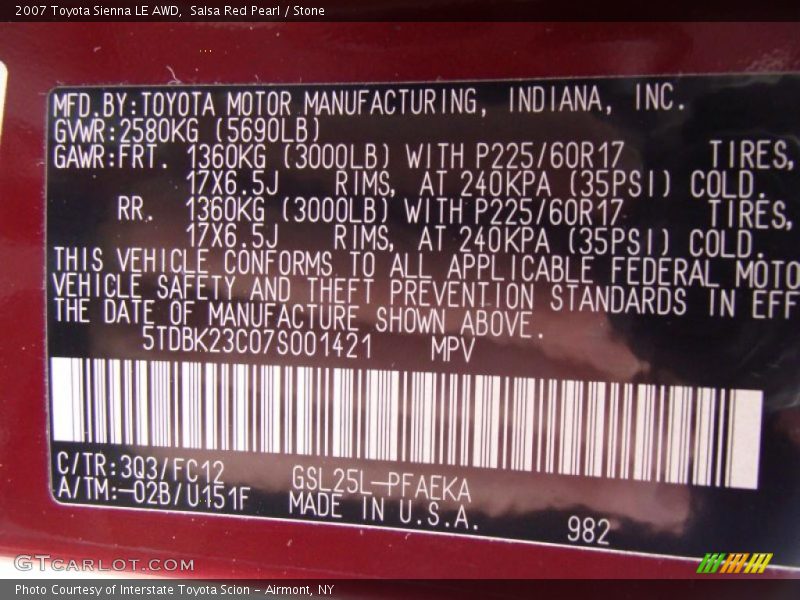 2007 Toyota Sienna LE AWD,  Salsa Red Pearl / Stone
MFD.BY:TOYOTA MOTOR MANUFACTURING, INDIANA, INC.
GVWR:2580KG (5690LB)
GAWR:FRT. 1360KG (3000LB) WITH P225/60R17 TIRES,
17X6.5J RIMS, AT 240KPA (35PSI) COLD.
RR. 1360KG (3000LB) WITH P225/60R17 TIRES,
17X6.5J RIMS, AT 240KPA (35PSI) COLD.
THIS VEHICLE CONFORMS TO ALL APPLICABLE FEDERAL MOTO
VEHICLE SAFETY AND THEFT PREVENTION STANDARDS IN EFF
THE DATE OF MANUFACTURE SHOWN ABOVE.
5TDBK23C07S001421 MPV
C/TR:3Q3/FC12 GSL25L-PFAEKA
A/TM:-02B/U151F MADE IN U.S.A.
982
GTCARLOT.COM
Photo Courtesy of Interstate Toyota Scion - Airmont, NY